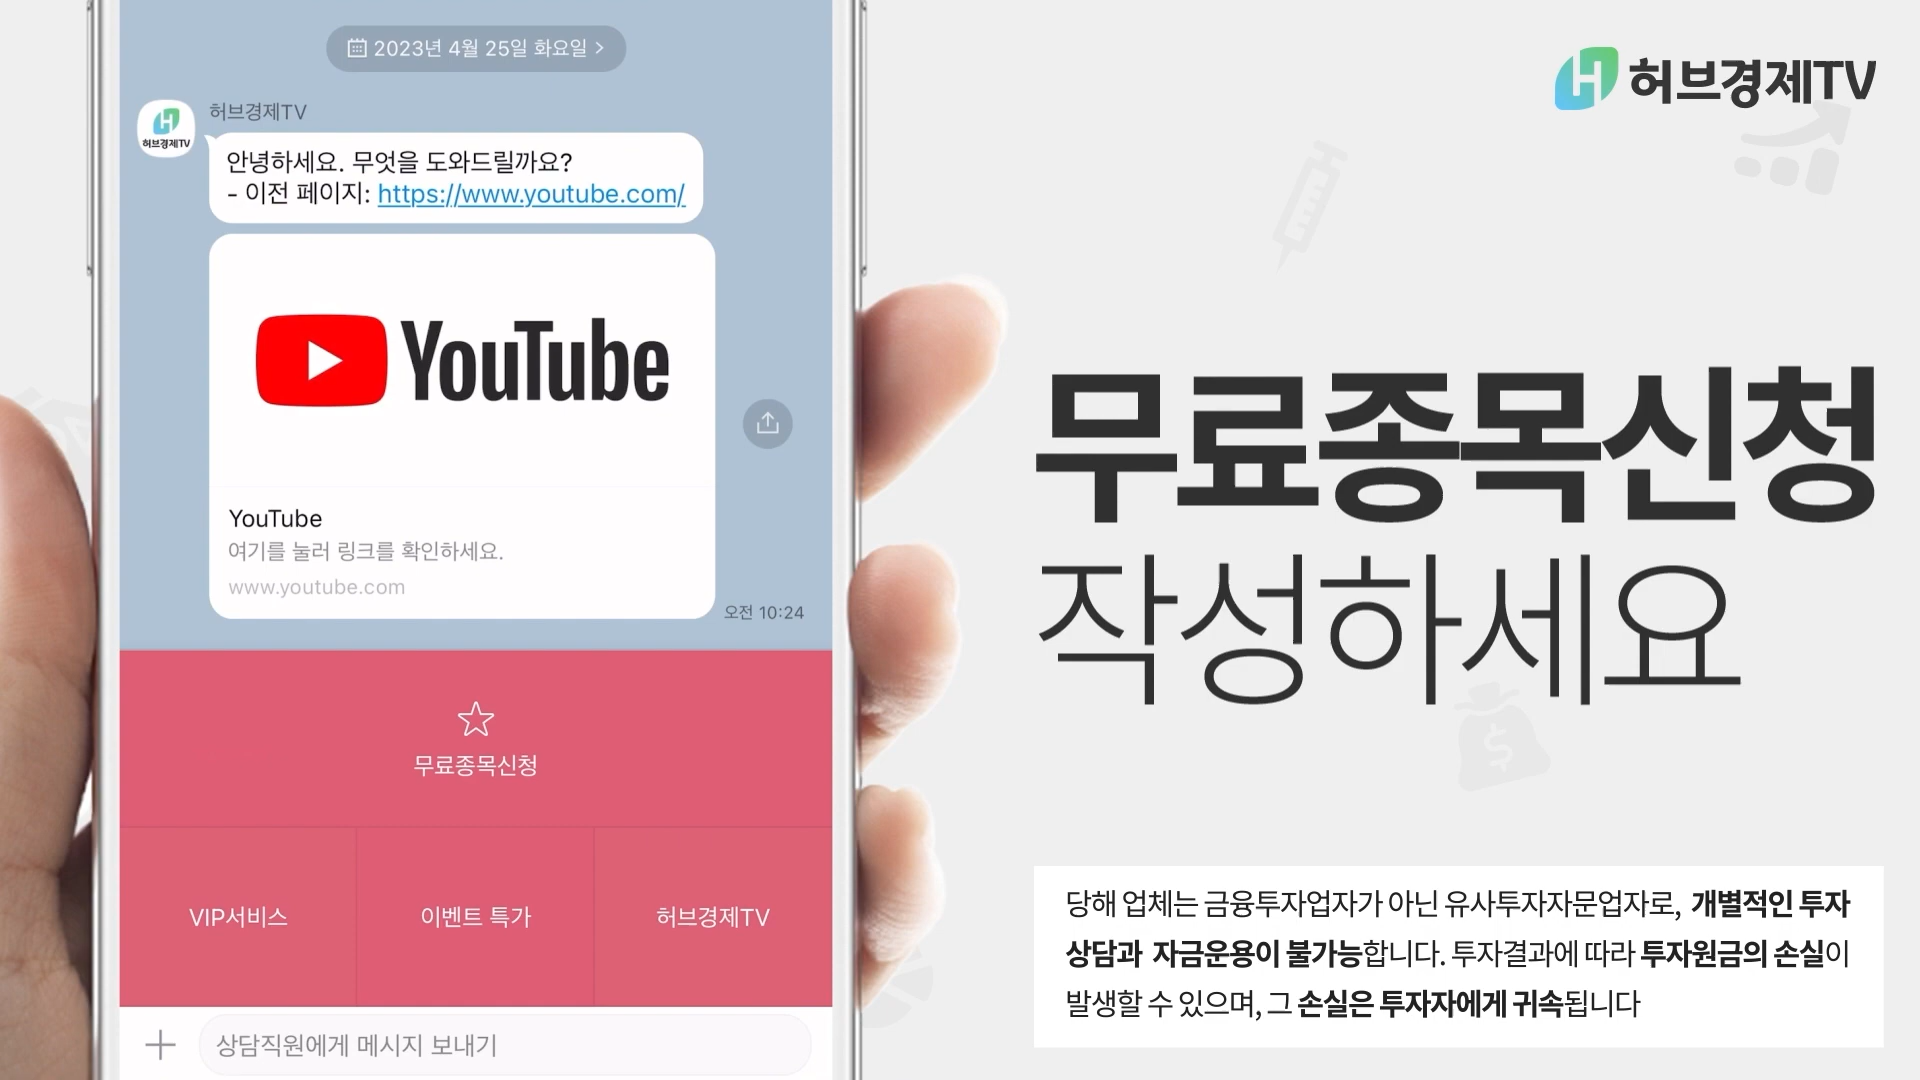 2023년 4월 25일 화요일 >
허브경제TV
허브경제TV
안녕하세요. 무엇을 도와드릴까요?
- 이전 페이지: https://www.youtube.com/
YouTube
YouTube
여기를 눌러 링크를 확인하세요.
www.youtube.com
오전 10:24
무료종목신청
VIP서비스
이벤트 특가
허브경제TV
상담직원에게 메시지 보내기
허브경제TV
무료종목신청
작성하세요
당해 업체는 금융투자업자가 아닌 유사투자자문업자로, 개별적인 투자
상담과 자금운용이 불가능합니다. 투자결과에 따라 투자원금의 손실이
발생할 수 있으며, 그 손실은 투자자에게 귀속됩니다